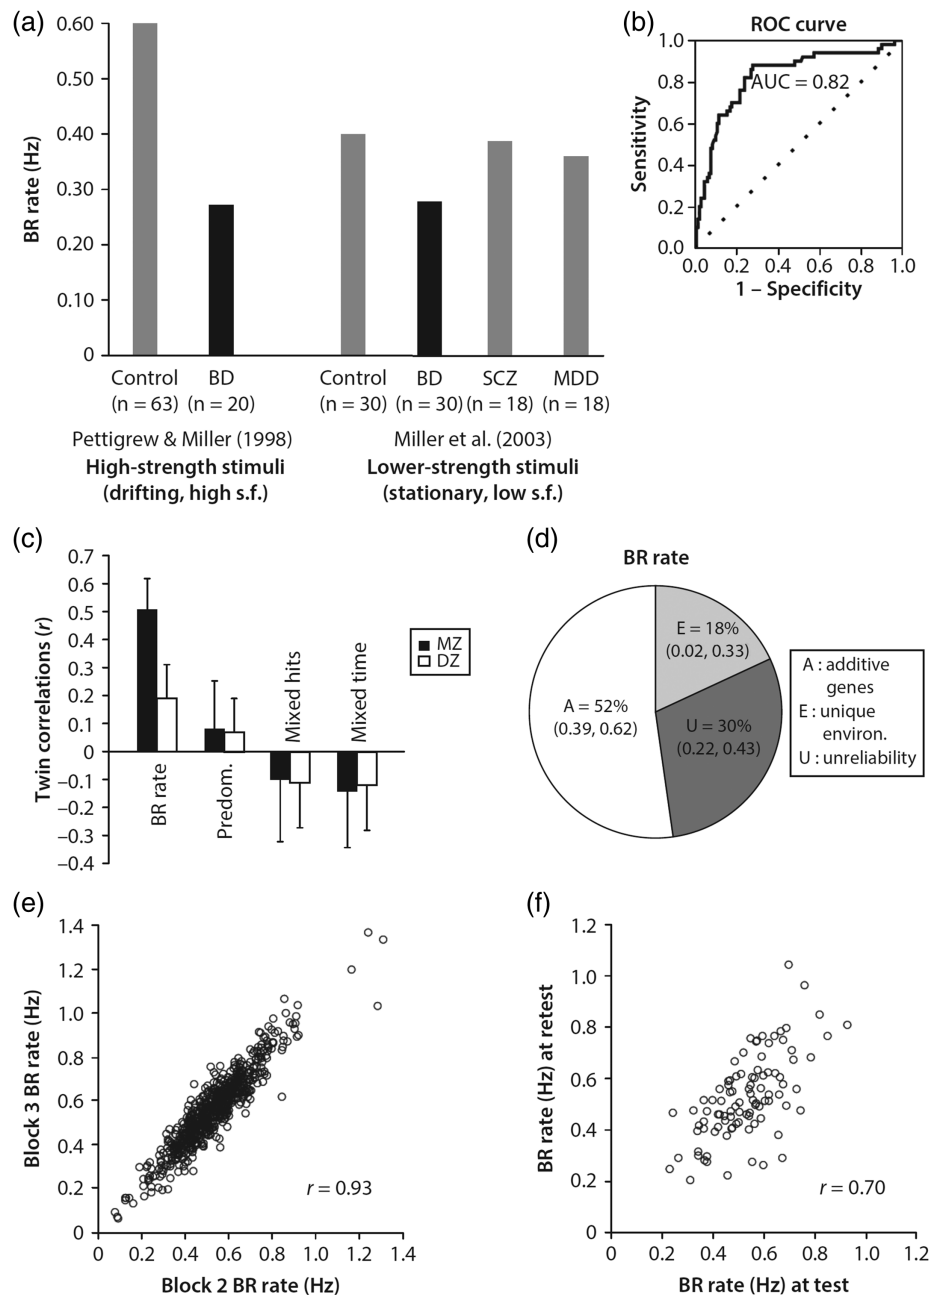 (a)
0.60
0.50
0.40
0.30
0.20
0.10
0
BR rate (Hz)
Control BD Control BD SCZ MDD
(n = 63) (n = 20) (n = 30) (n = 30) (n = 18) (n = 18)
Pettigrew & Miller (1998) Miller et al. (2003)
High-strength stimuli Lower-strength stimuli
(drifting, high s.f.) (stationary, low s.f.)
(b)
ROC curve
1.0
0.8
0.6
0.4
0.2
0.0
Sensitivity
AUC = 0.82
0.0 0.2 0.4 0.6 0.8 1.0
1 – Specificity
(c)
0.7
0.6
0.5
0.4
0.3
0.2
0.1
0
–0.1
–0.2
–0.3
–0.4
Twin correlations (r)
BR rate
Predom.
Mixed hits
Mixed time
MZ
DZ
(d)
BR rate
E = 18%
(0.02, 0.33)
A = 52%
(0.39, 0.62)
U = 30%
(0.22, 0.43)
A : additive
genes
E : unique
environ.
U : unreliability
(e)
1.4
1.2
1.0
0.8
0.6
0.4
0.2
0
Block 3 BR rate (Hz)
r = 0.93
0 0.2 0.4 0.6 0.8 1.0 1.2 1.4
Block 2 BR rate (Hz)
(f)
1.2
1.0
0.8
0.6
0.4
0.2
0
BR rate (Hz) at retest
r = 0.70
0 0.2 0.4 0.6 0.8 1.0 1.2
BR rate (Hz) at test